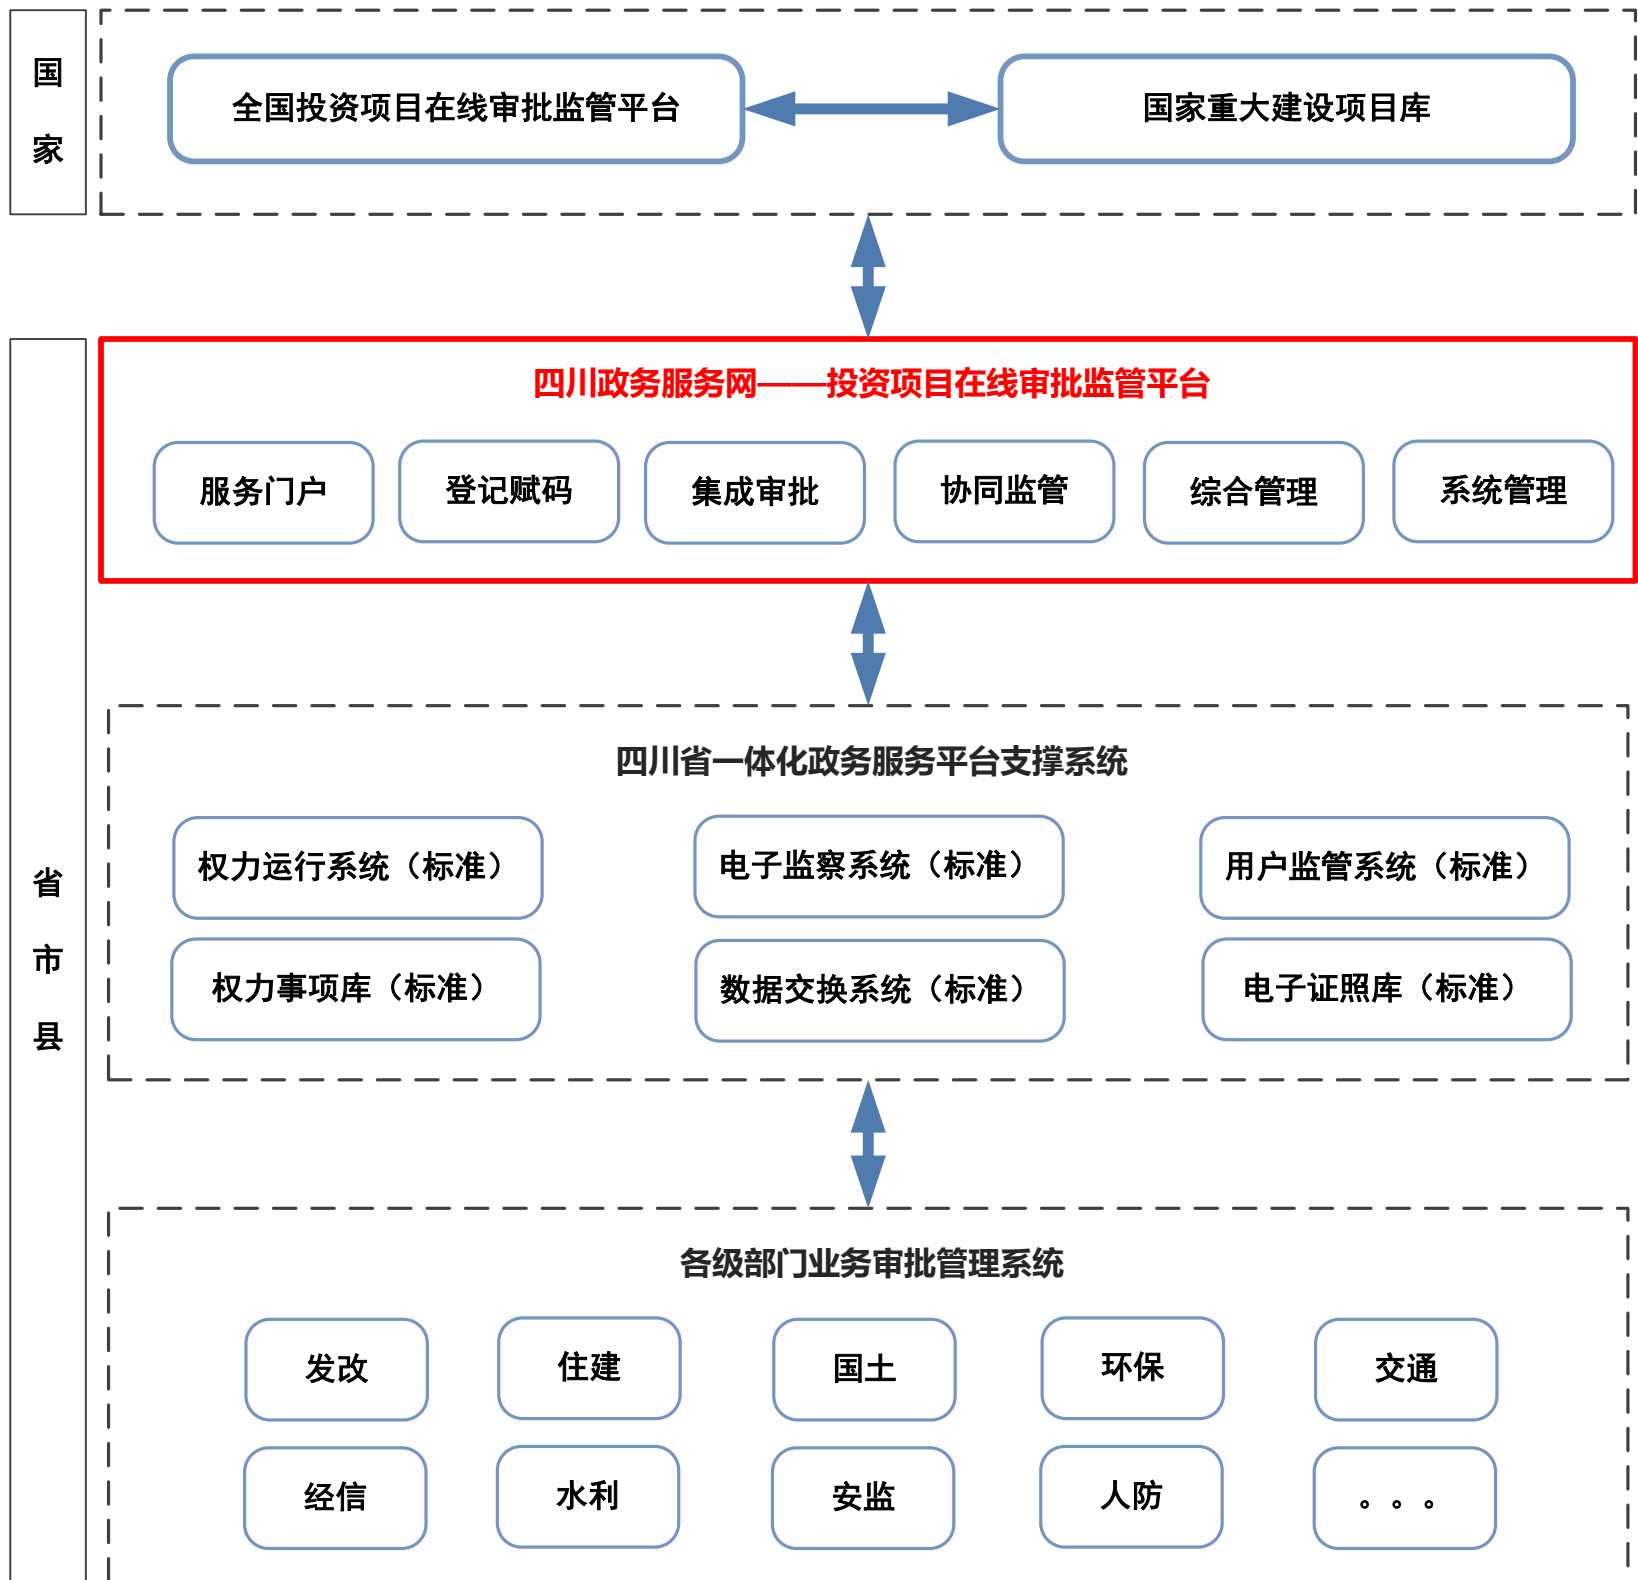 国家
全国投资项目在线审批监管平台
国家重大建设项目库
省市县
四川政务服务网——投资项目在线审批监管平台
服务门户
登记赋码
集成审批
协同监管
综合管理
系统管理
四川省一体化政务服务平台支撑系统
权力运行系统（标准）
电子监察系统（标准）
用户监管系统（标准）
权力事项库（标准）
数据交换系统（标准）
电子证照库（标准）
各级部门业务审批管理系统
发改
住建
国土
环保
交通
经信
水利
安监
人防
。。。